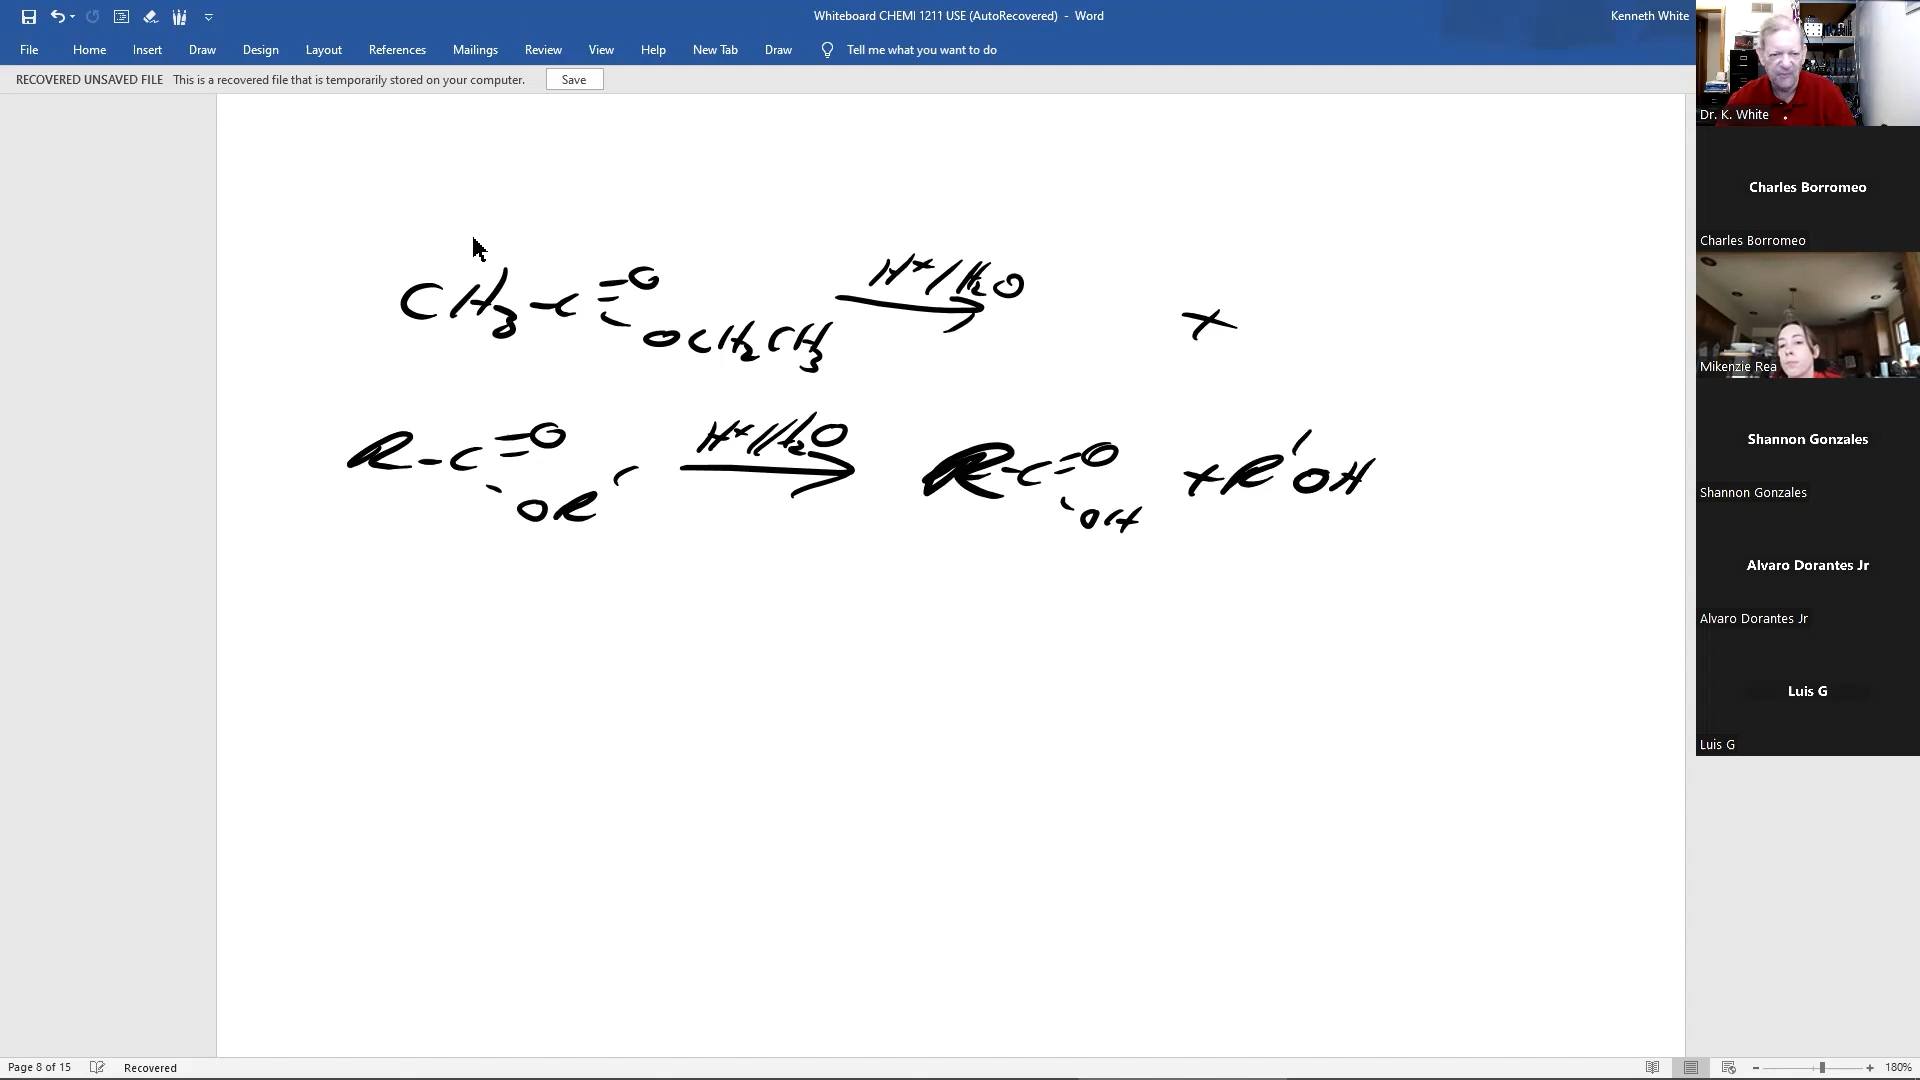 Whiteboard CHEMI 1211 USE (AutoRecovered) - Word
Kenneth White
File Home Insert Draw Design Layout References Mailings Review View Help New Tab Draw Tell me what you want to do
RECOVERED UNSAVED FILE This is a recovered file that is temporarily stored on your computer. Save
Dr. K. White
Charles Borromeo
Charles Borromeo
Mikenzie Rea
Shannon Gonzales
Shannon Gonzales
Alvaro Dorantes Jr
Alvaro Dorantes Jr
Luis G
Luis G
CH₃-C=O OCH₂CH₃ H⁺/H₂O → +
R-C=O OR' H⁺/H₂O → R-C=O OH + R'OH
Page 8 of 15 Recovered 180%